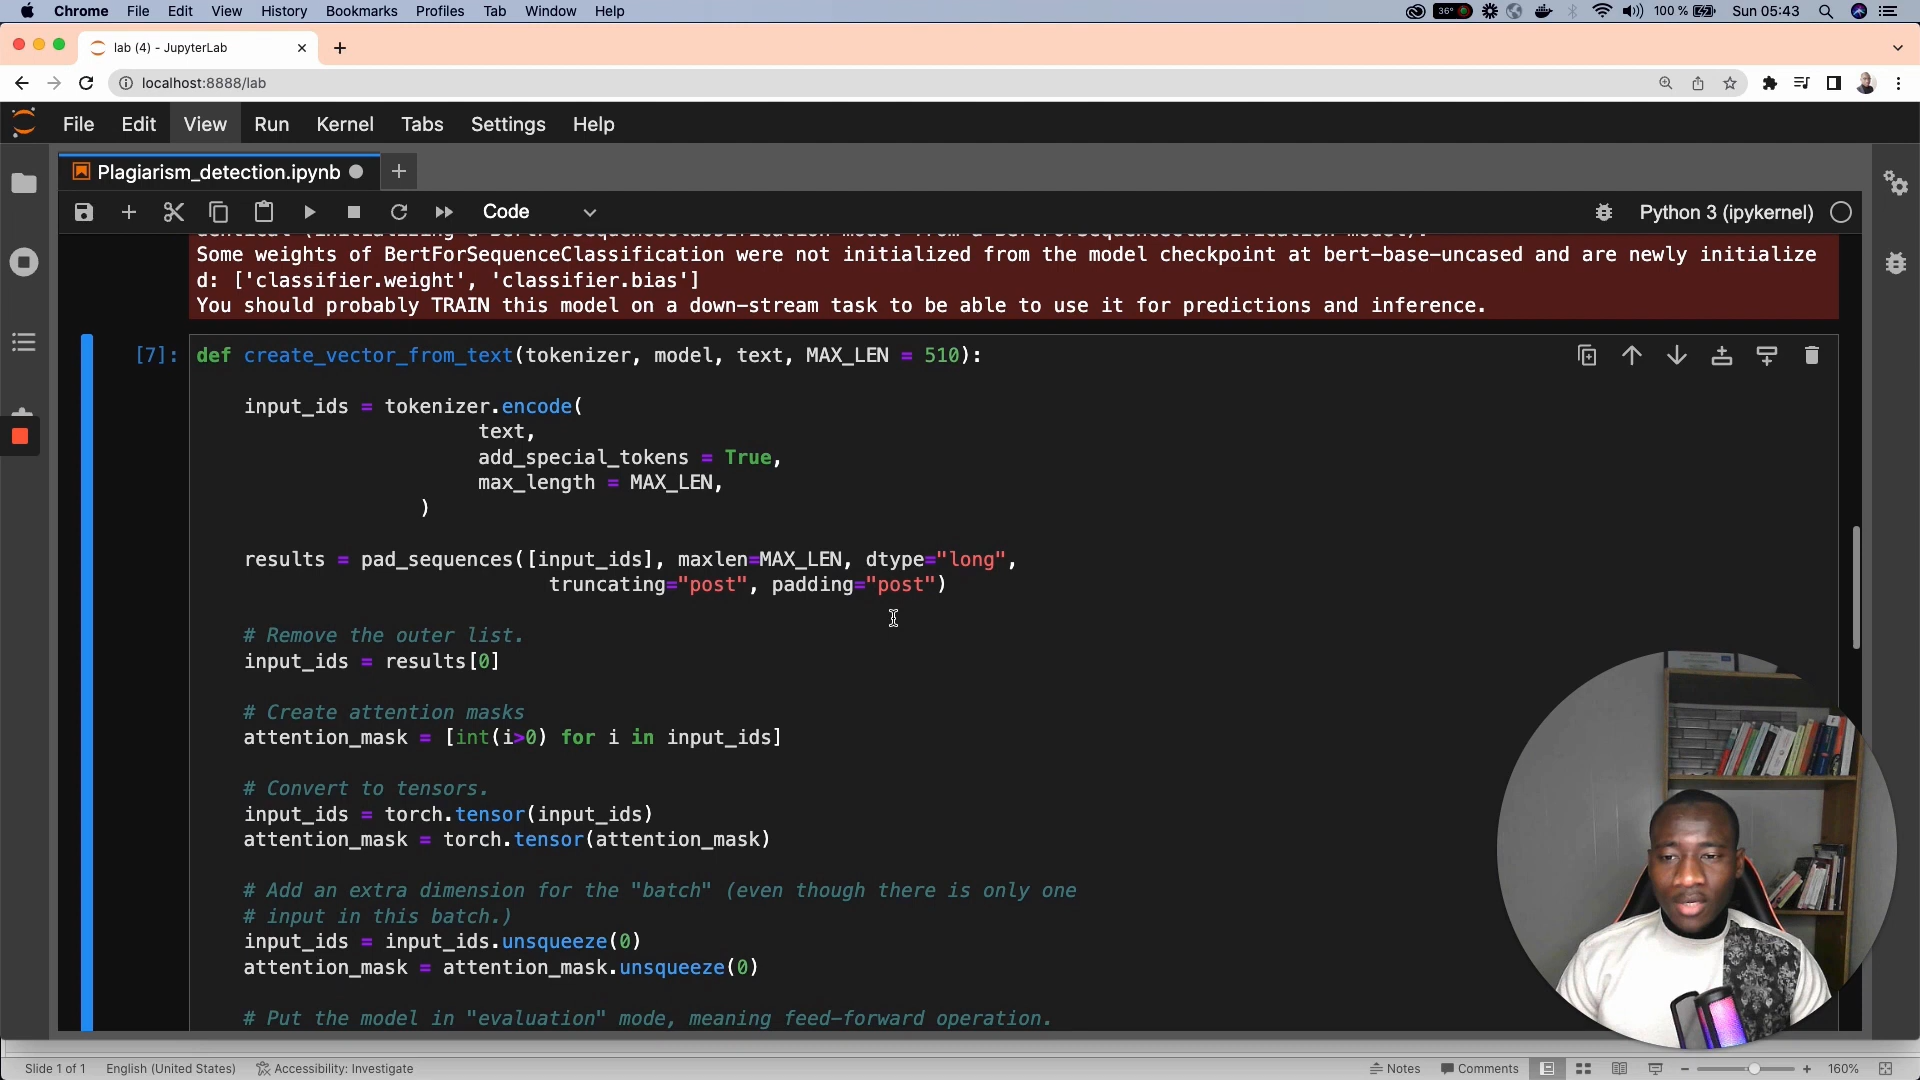 Chrome File Edit View History Bookmarks Profiles Tab Window Help 36° 100 % Sun 05:43
lab (4) - JupyterLab
localhost:8888/lab
File Edit View Run Kernel Tabs Settings Help
Plagiarism_detection.ipynb
Code Python 3 (ipykernel)
Some weights of BertForSequenceClassification were not initialized from the model checkpoint at bert-base-uncased and are newly initialize
d: ['classifier.weight', 'classifier.bias']
You should probably TRAIN this model on a down-stream task to be able to use it for predictions and inference.
[7]: def create_vector_from_text(tokenizer, model, text, MAX_LEN = 510):
input_ids = tokenizer.encode(
text,
add_special_tokens = True,
max_length = MAX_LEN,
)
results = pad_sequences([input_ids], maxlen=MAX_LEN, dtype="long",
truncating="post", padding="post")
# Remove the outer list.
input_ids = results[0]
# Create attention masks
attention_mask = [int(i>0) for i in input_ids]
# Convert to tensors.
input_ids = torch.tensor(input_ids)
attention_mask = torch.tensor(attention_mask)
# Add an extra dimension for the "batch" (even though there is only one
# input in this batch.)
input_ids = input_ids.unsqueeze(0)
attention_mask = attention_mask.unsqueeze(0)
# Put the model in "evaluation" mode, meaning feed-forward operation.
Slide 1 of 1 English (United States) Accessibility: Investigate Notes Comments 160%